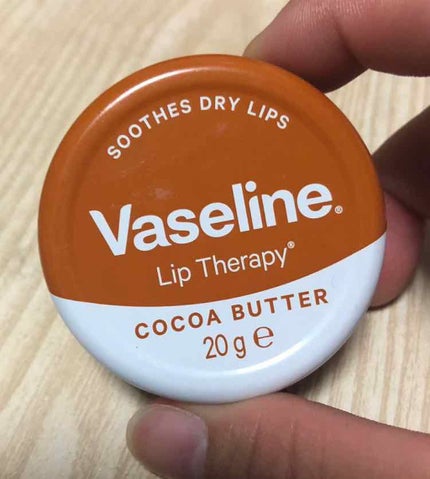 SOOTHES DRY LIPS
Vaseline®
Lip Therapy®
COCOA BUTTER
20 g ℮